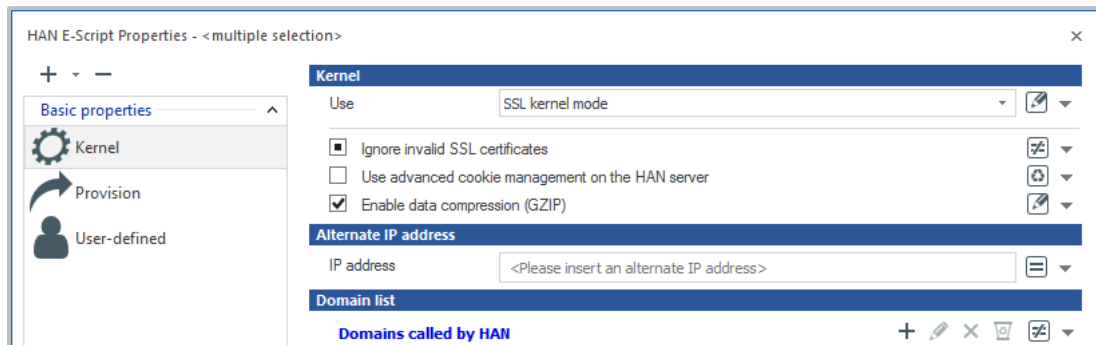 HAN E-Script Properties - <multiple selection>
Basic properties
Kernel
Provision
User-defined
Kernel
Use SSL kernel mode
Ignore invalid SSL certificates
Use advanced cookie management on the HAN server
Enable data compression (GZIP)
Alternate IP address
IP address <Please insert an alternate IP address>
Domain list
Domains called by HAN